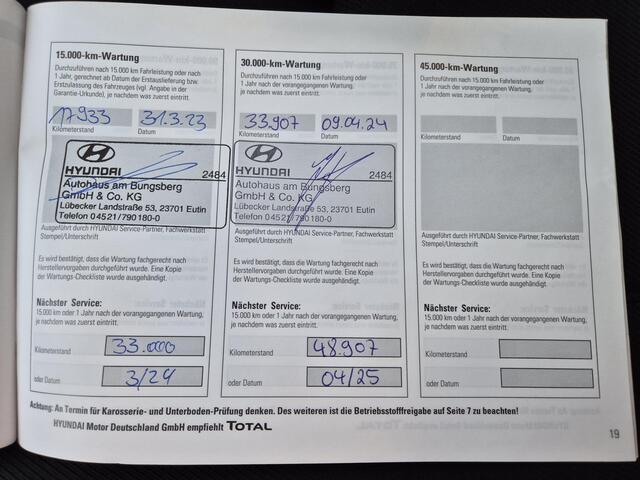 15.000-km-Wartung
Durchzuführen nach 15.000 km Fahrleistung oder nach
1 Jahr, gerechnet ab Datum der Erstauslieferung bzw.
Erstzulassung des Fahrzeuges (vgl. Angabe in der
Garantie-Urkunde), je nachdem was zuerst eintritt.
17933 31.3.23
Kilometerstand Datum
HYUNDAI 2484
Autohaus am Bungsberg
GmbH & Co. KG
Lübecker Landstraße 53, 23701 Eutin
Telefon 04521/790180-0
Ausgeführt durch HYUNDAI Service-Partner, Fachwerkstatt
Stempel/Unterschrift
Es wird bestätigt, dass die Wartung fachgerecht nach
Herstellervorgaben durchgeführt wurde. Eine Kopie
der Wartungs-Checkliste wurde ausgehändigt.
Nächster Service:
15.000 km oder 1 Jahr nach der vorangegangenen Wartung,
je nachdem was zuerst eintritt.
Kilometerstand 33.000
oder Datum 3/24
30.000-km-Wartung
Durchzuführen nach 15.000 km Fahrleistung oder
1 Jahr nach der vorangegangenen Wartung,
je nachdem was zuerst eintritt.
33.907 09.04.24
Kilometerstand Datum
HYUNDAI 2484
Autohaus am Bungsberg
GmbH & Co. KG
Lübecker Landstraße 53, 23701 Eutin
Telefon 04521/790180-0
Ausgeführt durch HYUNDAI Service-Partner, Fachwerkstatt
Stempel/Unterschrift
Es wird bestätigt, dass die Wartung fachgerecht nach
Herstellervorgaben durchgeführt wurde. Eine Kopie
der Wartungs-Checkliste wurde ausgehändigt.
Nächster Service:
15.000 km oder 1 Jahr nach der vorangegangenen Wartung,
je nachdem was zuerst eintritt.
Kilometerstand 48.907
oder Datum 04/25
45.000-km-Wartung
Durchzuführen nach 15.000 km Fahrleistung oder
1 Jahr nach der vorangegangenen Wartung,
je nachdem was zuerst eintritt.
Kilometerstand Datum
Ausgeführt durch HYUNDAI Service-Partner, Fachwerkstatt
Stempel/Unterschrift
Es wird bestätigt, dass die Wartung fachgerecht nach
Herstellervorgaben durchgeführt wurde. Eine Kopie
der Wartungs-Checkliste wurde ausgehändigt.
Nächster Service:
15.000 km oder 1 Jahr nach der vorangegangenen Wartung,
je nachdem was zuerst eintritt.
Kilometerstand
oder Datum
Achtung: An Termin für Karosserie- und Unterboden-Prüfung denken. Des weiteren ist die Betriebsstofffreigabe auf Seite 7 zu beachten!
HYUNDAI Motor Deutschland GmbH empfiehlt TOTAL
19